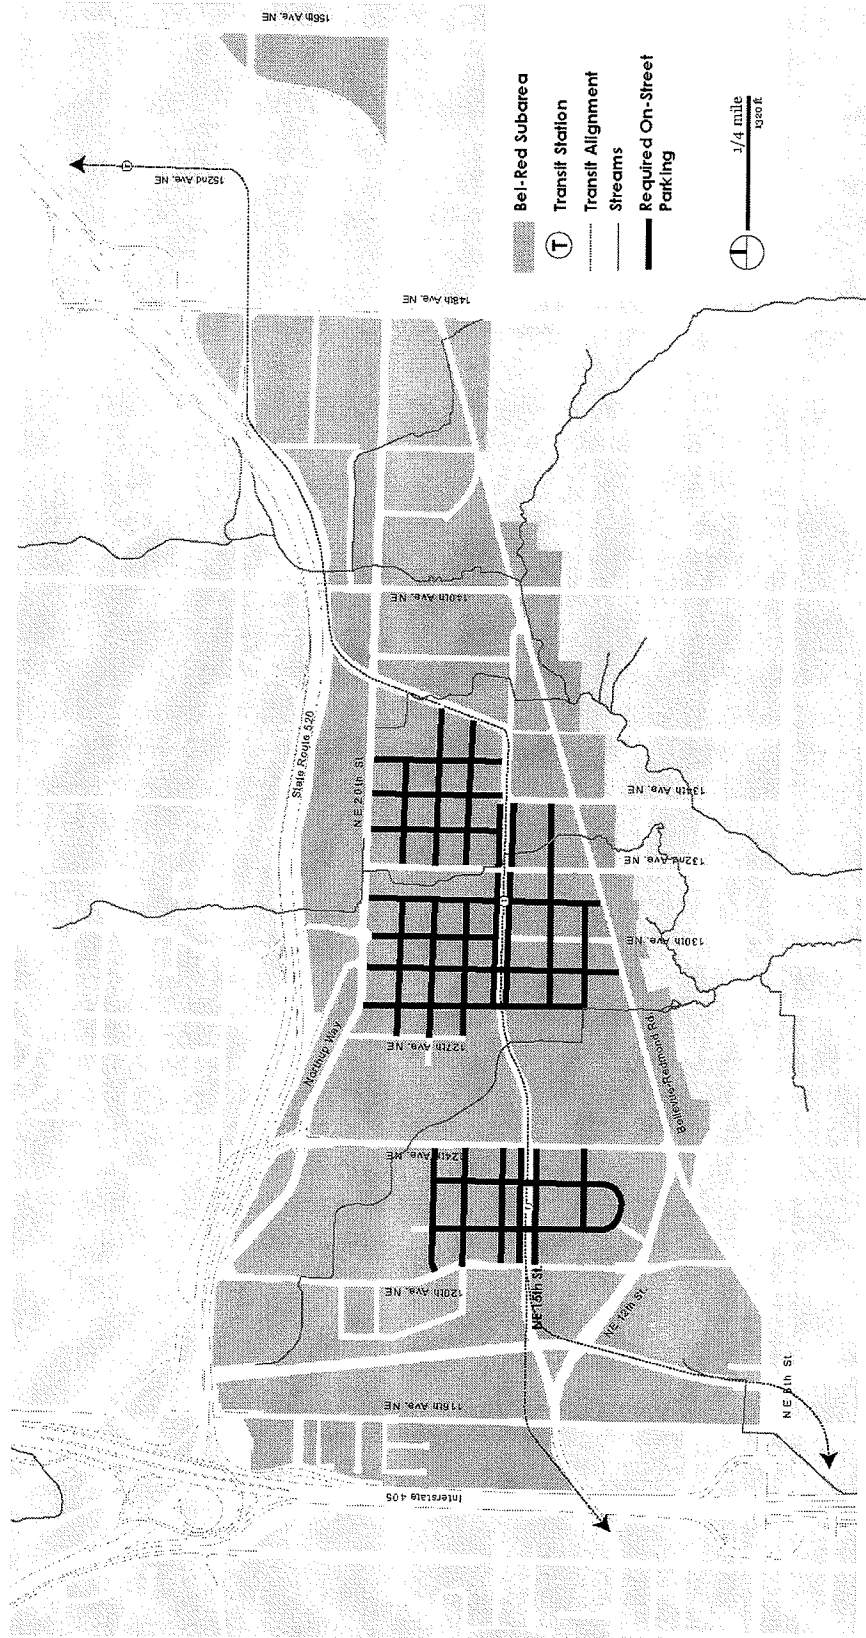 156th Ave. NE
152nd Ave. NE
148th Ave. NE
140th Ave. NE
State Route 520
NE 20th St
134th Ave. NE
132nd Ave. NE
130th Ave. NE
Northup Way
127th Ave. NE
Bellevue-Redmond Rd.
124th Ave. NE
120th Ave. NE
NE 15th St.
NE 12th St.
116th Ave. NE
NE 6th St
Interstate 405
Bel-Red Subarea
T Transit Station
Transit Alignment
Streams
Required On-Street
Parking
1/4 mile
1320 ft